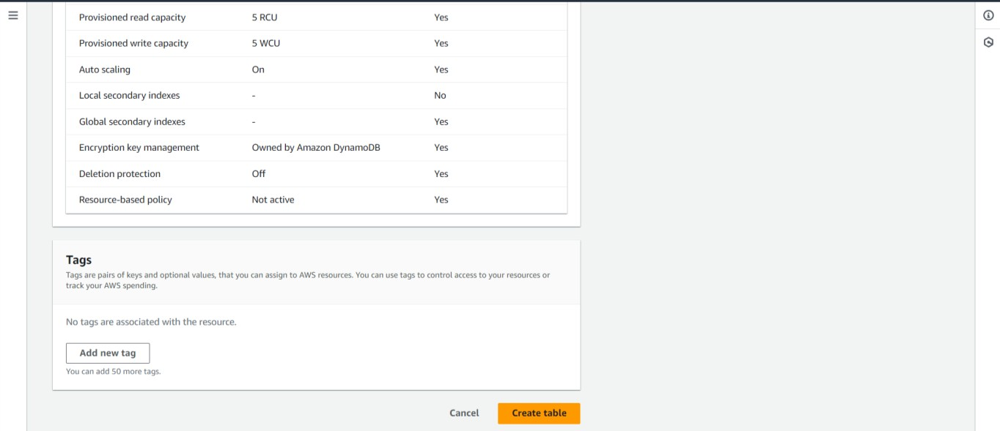 Provisioned read capacity 5 RCU Yes
Provisioned write capacity 5 WCU Yes
Auto scaling On Yes
Local secondary indexes - No
Global secondary indexes - Yes
Encryption key management Owned by Amazon DynamoDB Yes
Deletion protection Off Yes
Resource-based policy Not active Yes
Tags
Tags are pairs of keys and optional values, that you can assign to AWS resources. You can use tags to control access to your resources or
track your AWS spending.
No tags are associated with the resource.
Add new tag
You can add 50 more tags.
Cancel Create table